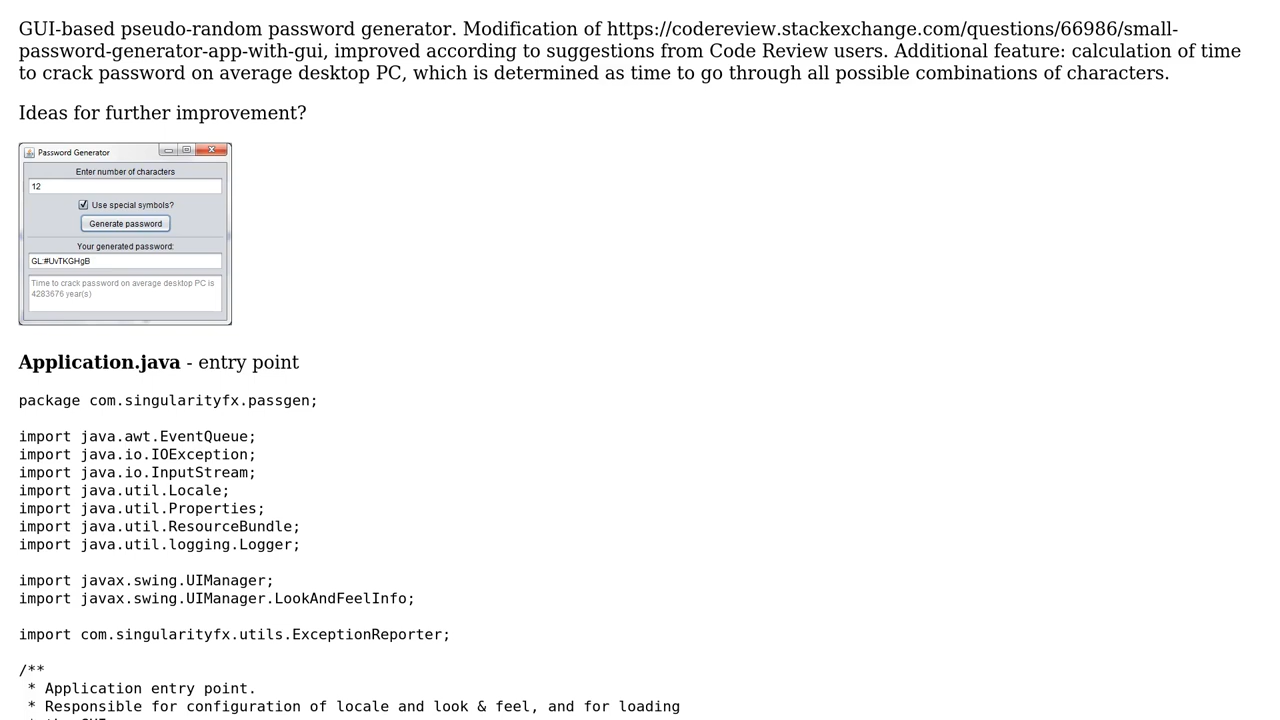 GUI-based pseudo-random password generator. Modification of https://codereview.stackexchange.com/questions/66986/small-
password-generator-app-with-gui, improved according to suggestions from Code Review users. Additional feature: calculation of time
to crack password on average desktop PC, which is determined as time to go through all possible combinations of characters.
Ideas for further improvement?
Password Generator
Enter number of characters
12
Use special symbols?
Generate password
Your generated password:
GL:#UvTKGHgB
Time to crack password on average desktop PC is
4283676 year(s)
Application.java - entry point
package com.singularityfx.passgen;
import java.awt.EventQueue;
import java.io.IOException;
import java.io.InputStream;
import java.util.Locale;
import java.util.Properties;
import java.util.ResourceBundle;
import java.util.logging.Logger;
import javax.swing.UIManager;
import javax.swing.UIManager.LookAndFeelInfo;
import com.singularityfx.utils.ExceptionReporter;
/**
 * Application entry point.
 * Responsible for configuration of locale and look & feel, and for loading